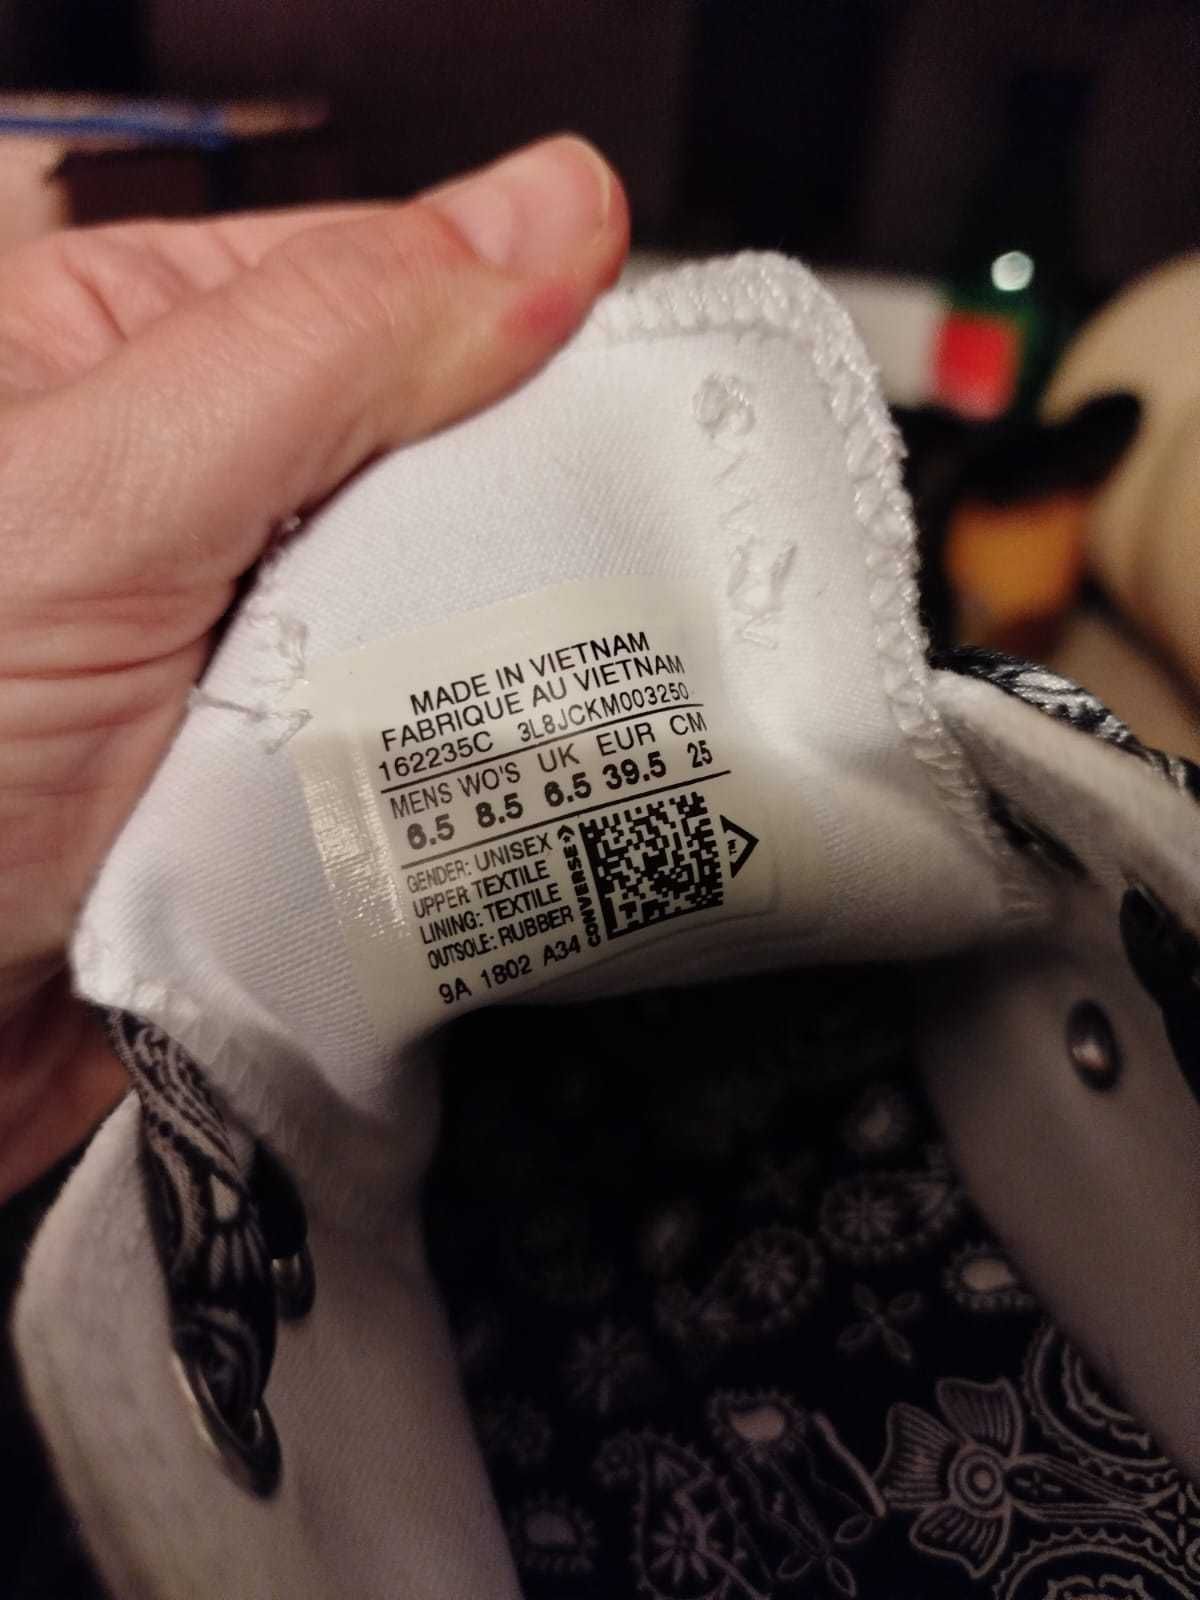 MADE IN VIETNAM
FABRIQUE AU VIETNAM
162235C 3L8JCKM003250
MENS WO'S UK EUR CM
6.5 8.5 6.5 39.5 25
GENDER: UNISEX
UPPER: TEXTILE
LINING: TEXTILE
OUTSOLE: RUBBER
CONVERSE
TM
9A 1802 A34